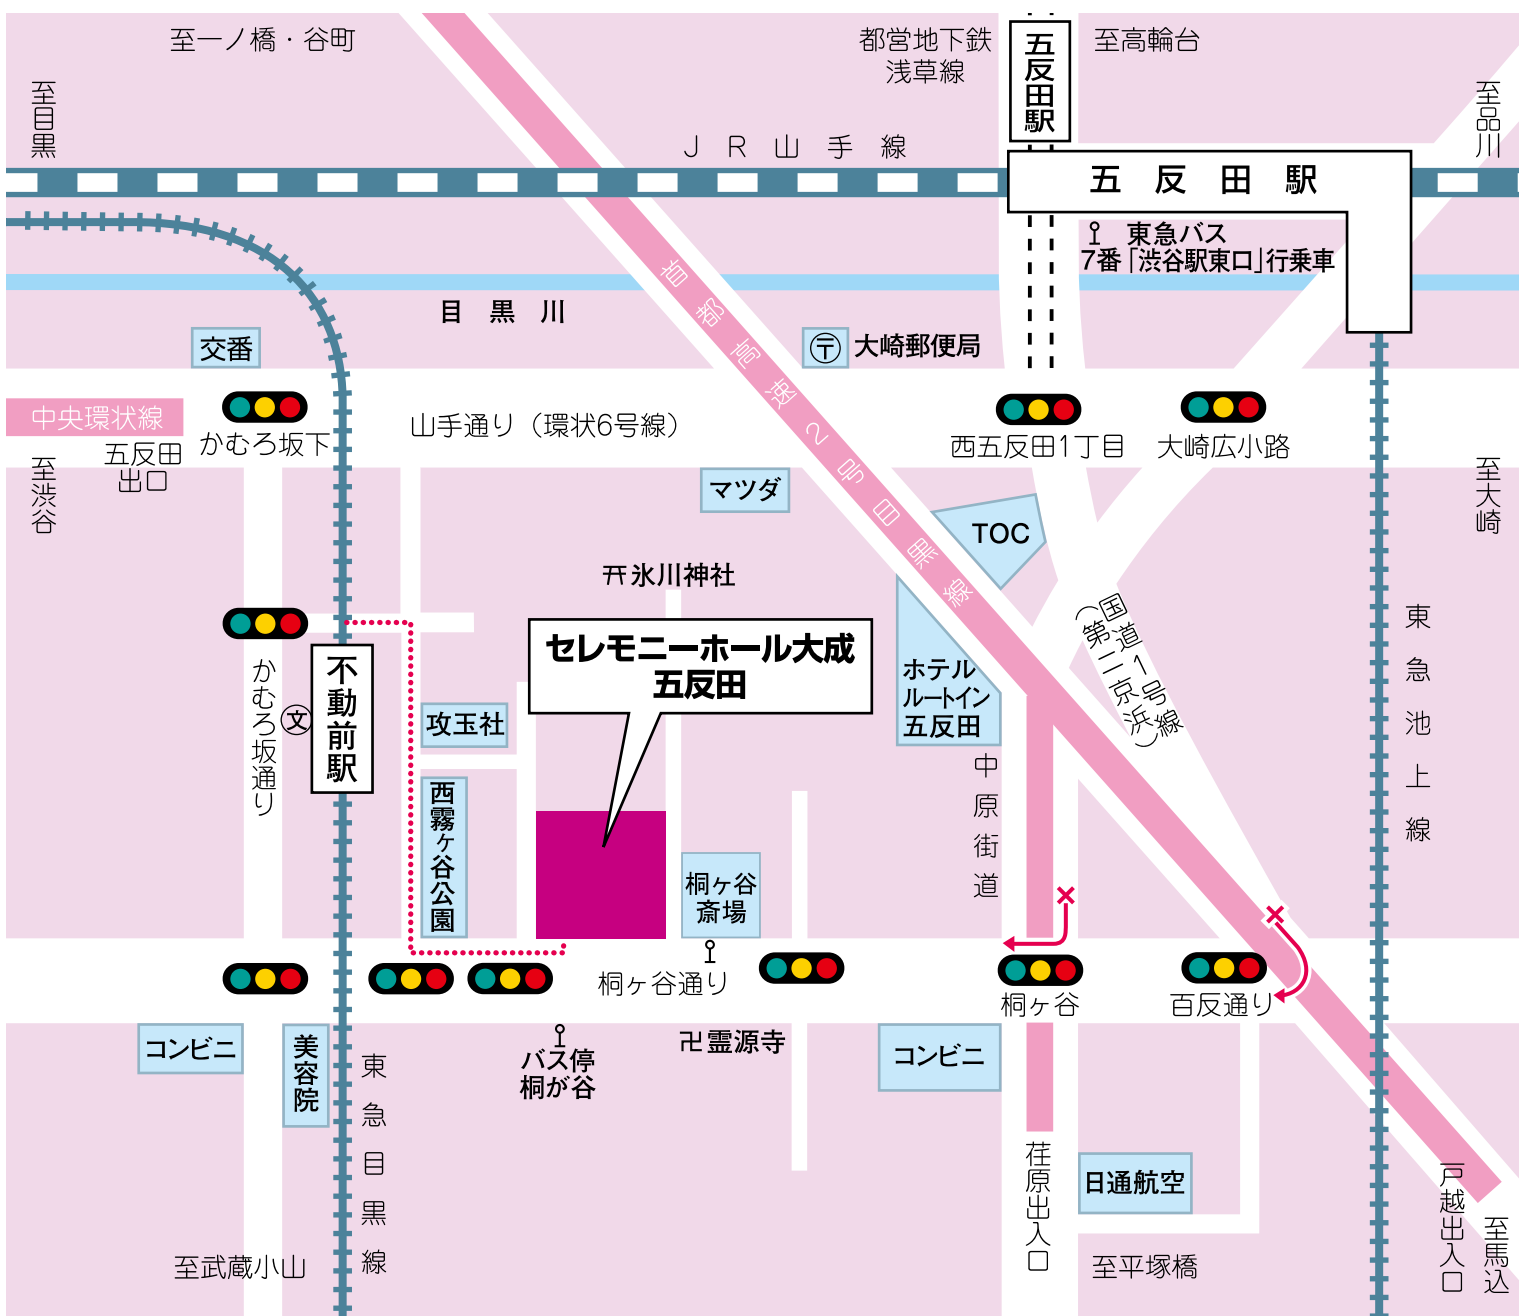 至一ノ橋・谷町
都営地下鉄
浅草線
五反田駅
至高輪台
至目黒
至品川
JR山手線
五反田駅
東急バス
7番「渋谷駅東口」行乗車
目黒川
首都高速2号目黒線
交番
〒
大崎郵便局
中央環状線
五反田
出口
かむろ坂下
山手通り（環状6号線）
西五反田1丁目
大崎広小路
至渋谷
至大崎
マツダ
TOC
氷川神社
セレモニーホール大成
五反田
国道1号線
（第二京浜）
東急池上線
かむろ坂通り
文
不動前駅
攻玉社
ホテル
ルートイン
五反田
中原街道
西霧ヶ谷公園
桐ヶ谷
斎場
桐ヶ谷通り
桐ヶ谷
百反通り
コンビニ
美容院
東急目黒線
バス停
桐が谷
卍霊源寺
コンビニ
荏原出入口
日通航空
戸越出入口
至馬込
至武蔵小山
至平塚橋